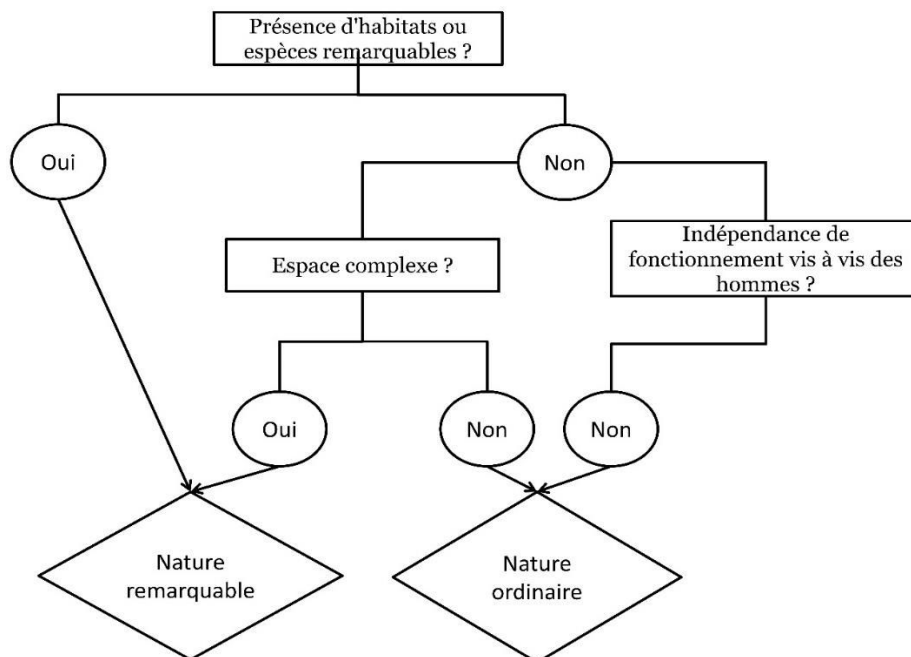 Présence d'habitats ou
espèces remarquables ?
Oui
Non
Espace complexe ?
Indépendance de
fonctionnement vis à vis des
hommes ?
Oui
Non
Non
Nature
remarquable
Nature
ordinaire